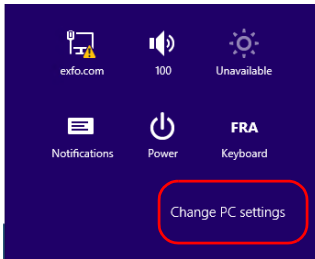 exfo.com 100 Unavailable
FRA
Notifications Power Keyboard
Change PC settings